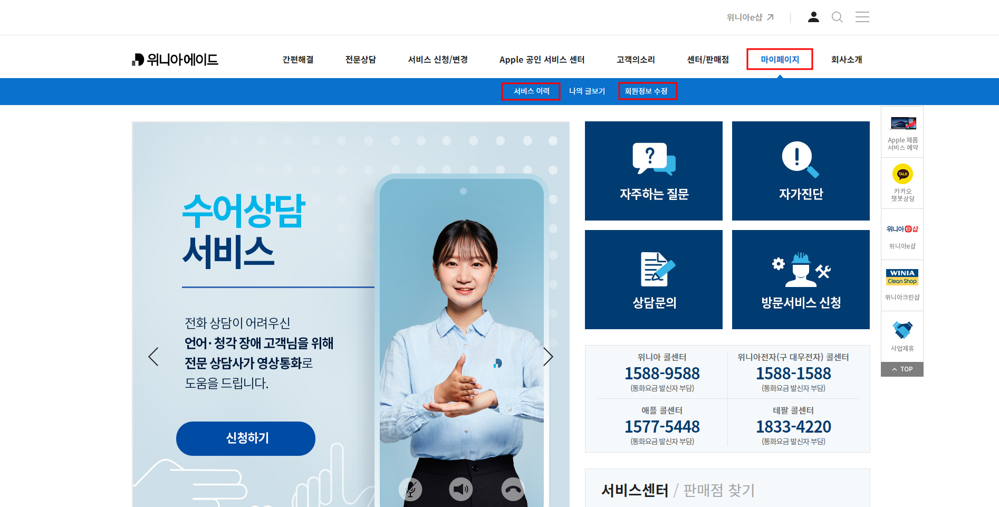 위니아e샵
위니아에이드
간편해결 전문상담 서비스 신청/변경 Apple 공인 서비스 센터 고객의소리 센터/판매점 마이페이지 회사소개
서비스 이력 나의 글보기 회원정보 수정
수어상담
서비스
전화 상담이 어려우신
언어·청각 장애 고객님을 위해
전문 상담사가 영상통화로
도움을 드립니다.
신청하기
?
자주하는 질문
!
자가진단
상담문의
방문서비스 신청
위니아 콜센터
1588-9588
(통화요금 발신자 부담)
위니아전자(구 대우전자) 콜센터
1588-1588
(통화요금 발신자 부담)
애플 콜센터
1577-5448
(통화요금 발신자 부담)
테팔 콜센터
1833-4220
(통화요금 발신자 부담)
서비스센터 / 판매점 찾기
Apple 제품
서비스 예약
TALK
카카오
챗봇상담
위니아e샵
위니아e샵
WINIA
Clean Shop
위니아크린샵
사업제휴
TOP